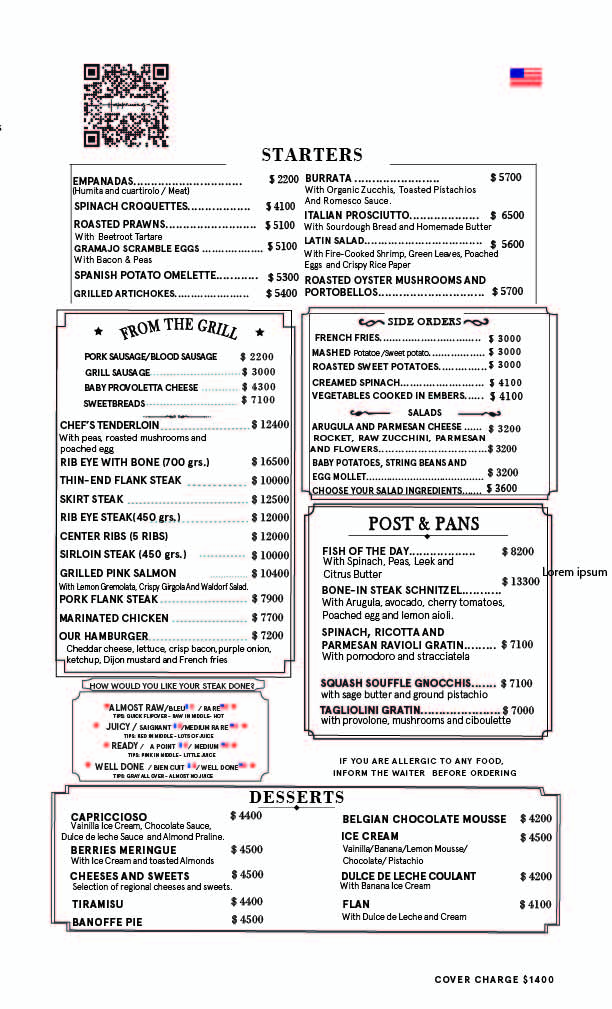 STARTERS
EMPANADAS.............................. $ 2200
(Humita and cuartirolo / Meat)
SPINACH CROQUETTES.................. $ 4100
ROASTED PRAWNS.......................... $ 5100
With Beetroot Tartare
GRAMAJO SCRAMBLE EGGS ................... $ 5100
With Bacon & Peas
SPANISH POTATO OMELETTE............ $ 5300
GRILLED ARTICHOKES........................ $ 5400
BURRATA ......................... $ 5700
With Organic Zucchis, Toasted Pistachios
And Romesco Sauce.
ITALIAN PROSCIUTTO..................... $ 6500
With Sourdough Bread and Homemade Butter
LATIN SALAD.................................. $ 5600
With Fire-Cooked Shrimp, Green Leaves, Poached
Eggs and Crispy Rice Paper
ROASTED OYSTER MUSHROOMS AND
PORTOBELLOS............................... $ 5700
FROM THE GRILL
PORK SAUSAGE/BLOOD SAUSAGE $ 2200
GRILL SAUSAGE $ 3000
BABY PROVOLETTA CHEESE $ 4300
SWEETBREADS $ 7100
CHEF'S TENDERLOIN $ 12400
With peas, roasted mushrooms and
poached egg
RIB EYE WITH BONE (700 grs.) $ 16500
THIN-END FLANK STEAK $ 10000
SKIRT STEAK $ 12500
RIB EYE STEAK(450 grs.) $ 12000
CENTER RIBS (5 RIBS) $ 12000
SIRLOIN STEAK (450 grs.) $ 10000
GRILLED PINK SALMON $ 10400
With Lemon Gremolata, Crispy Girgola And Waldorf Salad.
PORK FLANK STEAK $ 7900
MARINATED CHICKEN $ 7700
OUR HAMBURGER $ 7200
Cheddar cheese, lettuce, crisp bacon, purple onion,
ketchup, Dijon mustard and French fries
SIDE ORDERS
FRENCH FRIES............................... $ 3000
MASHED Potatoe /Sweet potato................. $ 3000
ROASTED SWEET POTATOES.............. $ 3000
CREAMED SPINACH......................... $ 4100
VEGETABLES COOKED IN EMBERS...... $ 4100
SALADS
ARUGULA AND PARMESAN CHEESE ...... $ 3200
ROCKET, RAW ZUCCHINI, PARMESAN
AND FLOWERS.................................. $ 3200
BABY POTATOES, STRING BEANS AND
EGG MOLLET.................................... $ 3200
CHOOSE YOUR SALAD INGREDIENTS....... $ 3600
POST & PANS
FISH OF THE DAY................... $ 8200
With Spinach, Peas, Leek and
Citrus Butter
$ 13300
Lorem ipsum
BONE-IN STEAK SCHNITZEL..........
With Arugula, avocado, cherry tomatoes,
Poached egg and lemon aioli.
SPINACH, RICOTTA AND
PARMESAN RAVIOLI GRATIN......... $ 7100
With pomodoro and stracciatela
SQUASH SOUFFLE GNOCCHIS....... $ 7100
with sage butter and ground pistachio
TAGLIOLINI GRATIN...................... $ 7000
with provolone, mushrooms and ciboulette
HOW WOULD YOU LIKE YOUR STEAK DONE?
ALMOST RAW/BLEU / RARE
TIPS: QUICK FLIPOVER - RAW IN MIDDLE- HOT
JUICY / SAIGNANT /MEDIUM RARE
TIPS: RED IN MIDDLE - LOTS OF JUICE
READY / A POINT / MEDIUM
TIPS: PINK IN MIDDLE - LITTLE JUICE
WELL DONE / BIEN CUIT / WELL DONE
TIPS: GRAY ALL OVER - ALMOST NO JUICE
IF YOU ARE ALLERGIC TO ANY FOOD,
INFORM THE WAITER BEFORE ORDERING
DESSERTS
CAPRICCIOSO $ 4400
Vainilla Ice Cream, Chocolate Sauce,
Dulce de leche Sauce and Almond Praline.
BERRIES MERINGUE $ 4500
With Ice Cream and toasted Almonds
CHEESES AND SWEETS $ 4500
Selection of regional cheeses and sweets.
TIRAMISU $ 4400
BANOFFE PIE $ 4500
BELGIAN CHOCOLATE MOUSSE $ 4200
ICE CREAM $ 4500
Vainilla/Banana/Lemon Mousse/
Chocolate/ Pistachio
DULCE DE LECHE COULANT $ 4200
With Banana Ice Cream
FLAN $ 4100
With Dulce de Leche and Cream
COVER CHARGE $1400